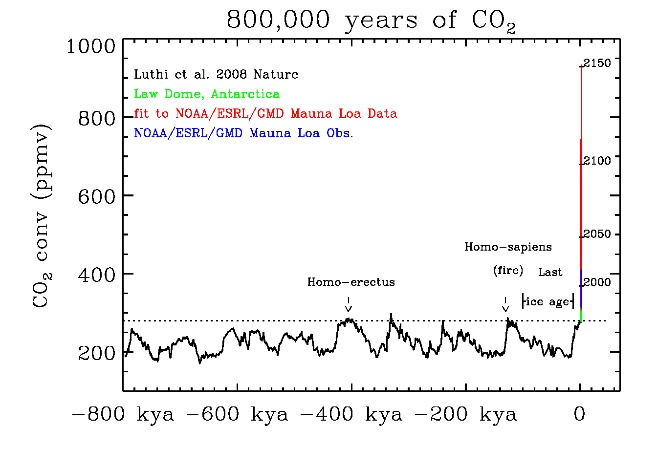 800,000 years of CO2
1000
800
600
400
200
CO2 conv (ppmv)
Luthi et al. 2008 Nature
Law Dome, Antarctica
fit to NOAA/ESRL/GMD Mauna Loa Data
NOAA/ESRL/GMD Mauna Loa Obs.
2150
2100
2050
2000
Homo-sapiens
(fire)
Last
ice age
Homo-erectus
−800 kya −600 kya −400 kya −200 kya 0